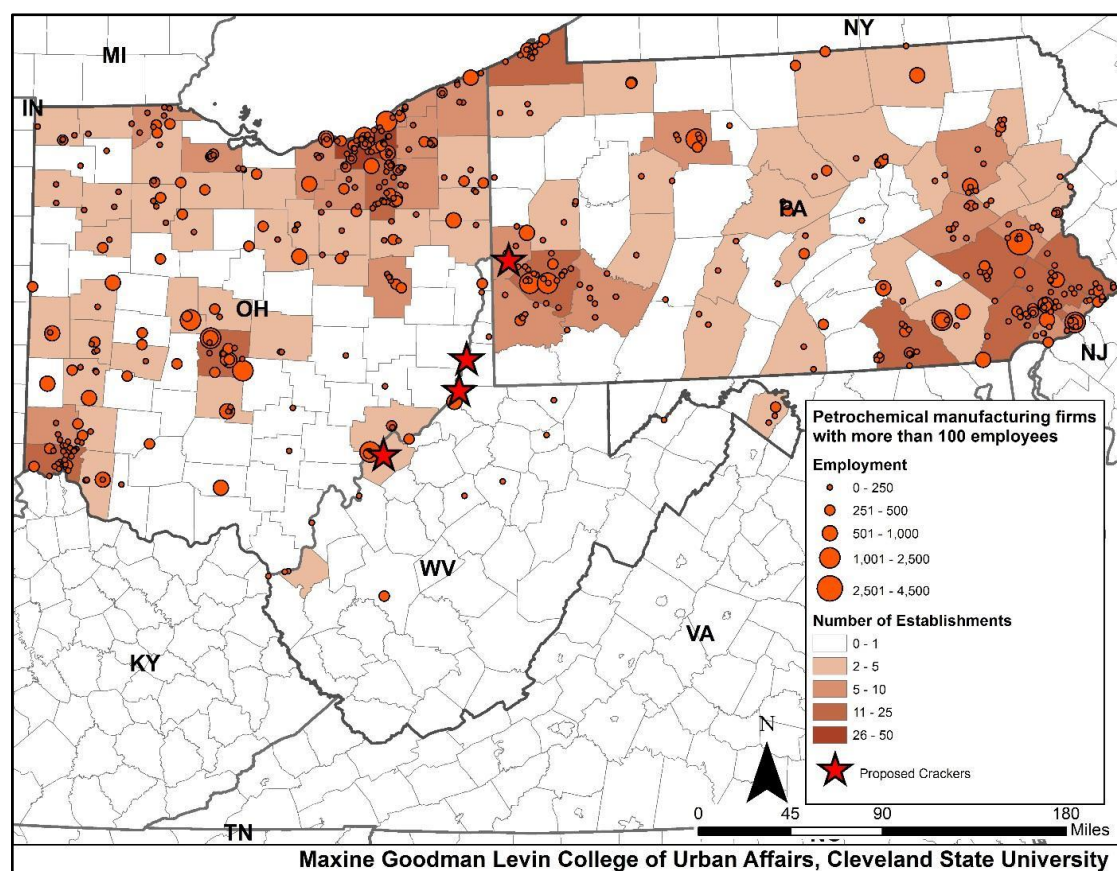 MI
NY
IN
PA
OH
NJ
WV
VA
KY
TN
Petrochemical manufacturing firms
with more than 100 employees
Employment
0 - 250
251 - 500
501 - 1,000
1,001 - 2,500
2,501 - 4,500
Number of Establishments
0 - 1
2 - 5
5 - 10
11 - 25
26 - 50
Proposed Crackers
N
0 45 90 180
Miles
Maxine Goodman Levin College of Urban Affairs, Cleveland State University